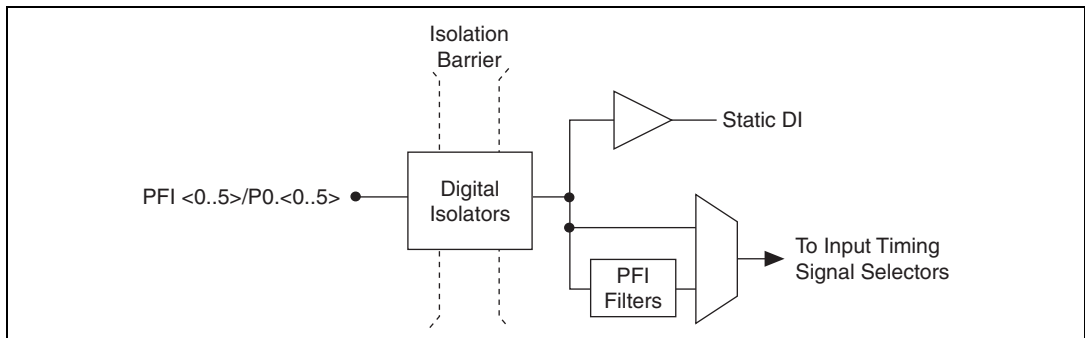 Isolation
Barrier
Static DI
PFI <0..5>/P0.<0..5>
Digital
Isolators
To Input Timing
Signal Selectors
PFI
Filters